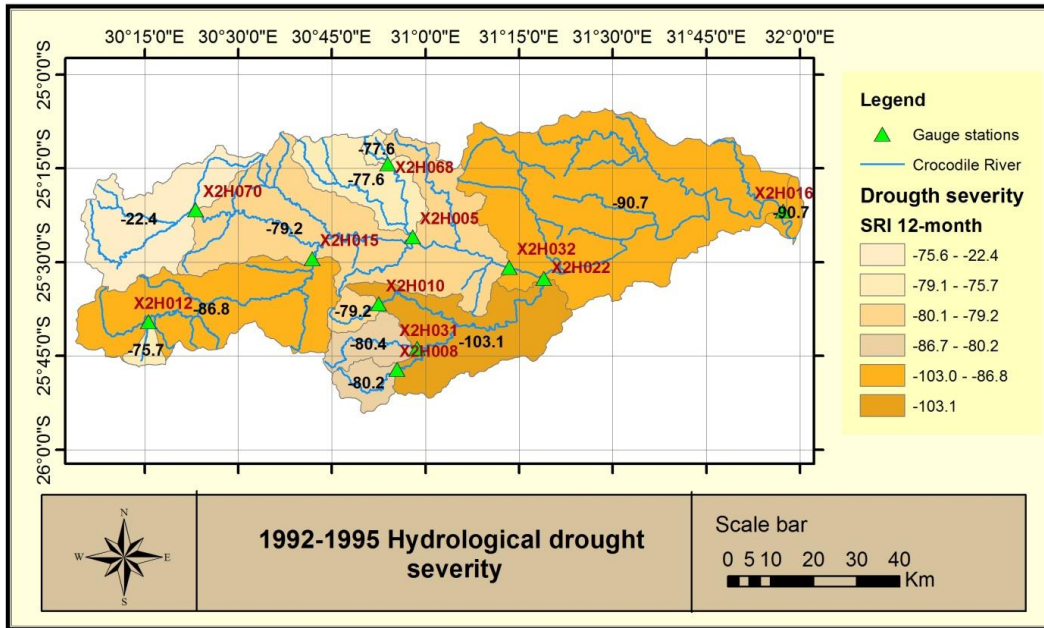 30°15'0"E 30°30'0"E 30°45'0"E 31°0'0"E 31°15'0"E 31°30'0"E 31°45'0"E 32°0'0"E
25°0'0"S
25°15'0"S
25°30'0"S
25°45'0"S
26°0'0"S
-77.6
X2H068
-77.6
X2H070
X2H016
-22.4
-90.7
-90.7
X2H005
-79.2
X2H015
X2H032
X2H022
X2H010
X2H012
-86.8
-79.2
X2H031
-80.4
-103.1
X2H008
-75.7
-80.2
Legend
Gauge stations
Crocodile River
Drougth severity
SRI 12-month
-75.6 - -22.4
-79.1 - -75.7
-80.1 - -79.2
-86.7 - -80.2
-103.0 - -86.8
-103.1
N
W E
S
1992-1995 Hydrological drought
severity
Scale bar
0 5 10 20 30 40
Km